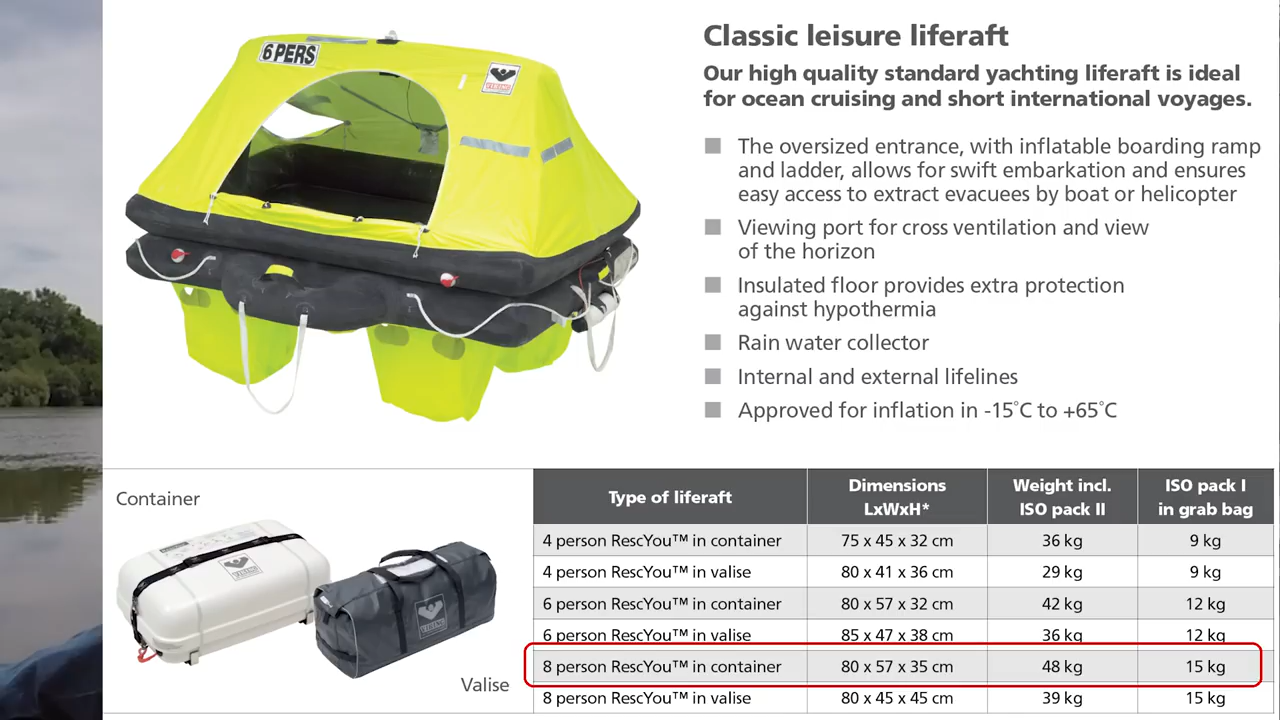 6 PERS
VIKING
Classic leisure liferaft
Our high quality standard yachting liferaft is ideal
for ocean cruising and short international voyages.
The oversized entrance, with inflatable boarding ramp
and ladder, allows for swift embarkation and ensures
easy access to extract evacuees by boat or helicopter
Viewing port for cross ventilation and view
of the horizon
Insulated floor provides extra protection
against hypothermia
Rain water collector
Internal and external lifelines
Approved for inflation in -15°C to +65°C
Container
VIKING
VIKING
Valise
Type of liferaft Dimensions LxWxH* Weight incl. ISO pack II ISO pack I in grab bag
4 person RescYou™ in container 75 x 45 x 32 cm 36 kg 9 kg
4 person RescYou™ in valise 80 x 41 x 36 cm 29 kg 9 kg
6 person RescYou™ in container 80 x 57 x 32 cm 42 kg 12 kg
6 person RescYou™ in valise 85 x 47 x 38 cm 36 kg 12 kg
8 person RescYou™ in container 80 x 57 x 35 cm 48 kg 15 kg
8 person RescYou™ in valise 80 x 45 x 45 cm 39 kg 15 kg